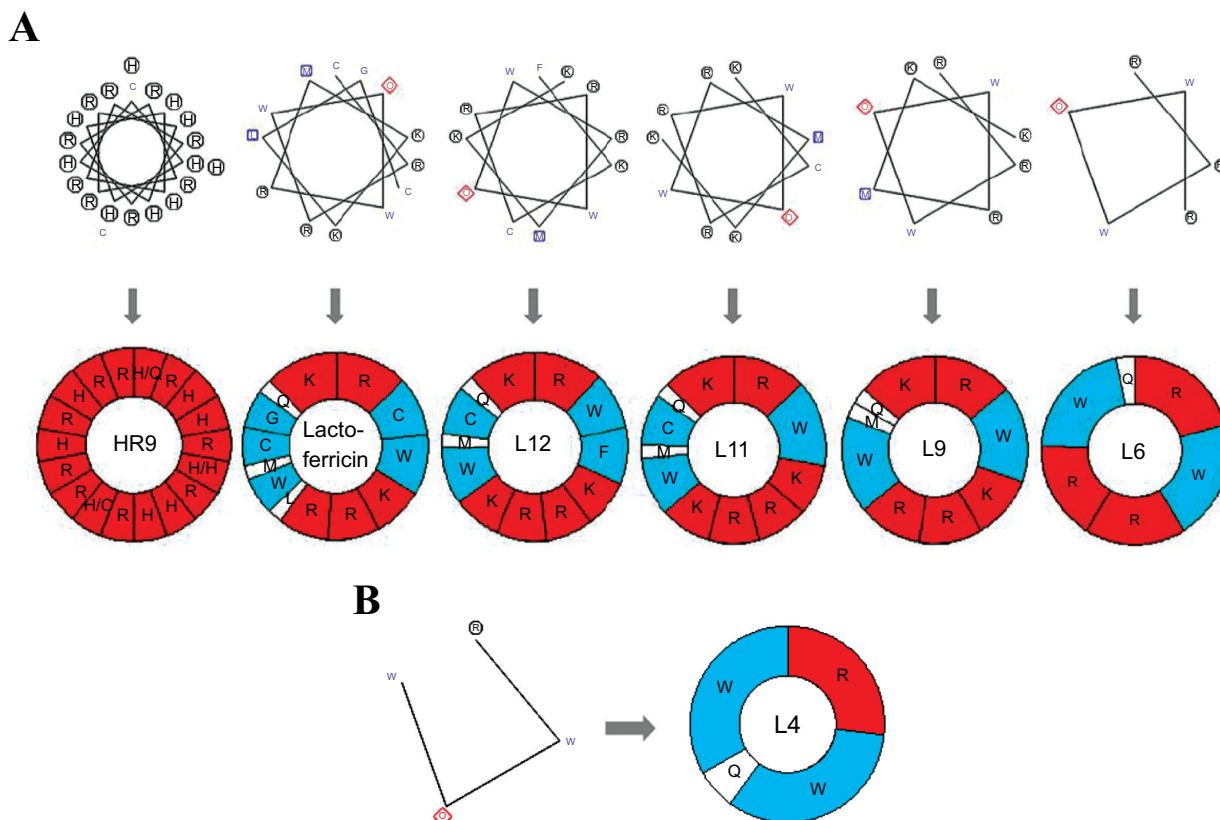 A
H
C
R R
R H
H H
R R
H H H
R R
H H
R R H
C
C
M G
O
W
L K
R
R C
W
R K
F
W K
R R
R
K K
O
W
C M
K
R W
R
K M
C
W
O
R K
R
K W
O
K
R
M
R
W
R
W
O
R
R
W
H/Q
R R
R H
H H
R R
H HR9 H/H
R R
H/C H
R H
K R
Q C
G
C Lacto-
ferricin W
M
W K
L
R R
K R
Q W
C
M L12 F
W K
K R R
K R
Q
C W
M L11
W K
K R R
K R
Q W
M L9
W K
R R
Q R
W
L6 W
R R
B
R
W
W
O
W R
L4
Q W